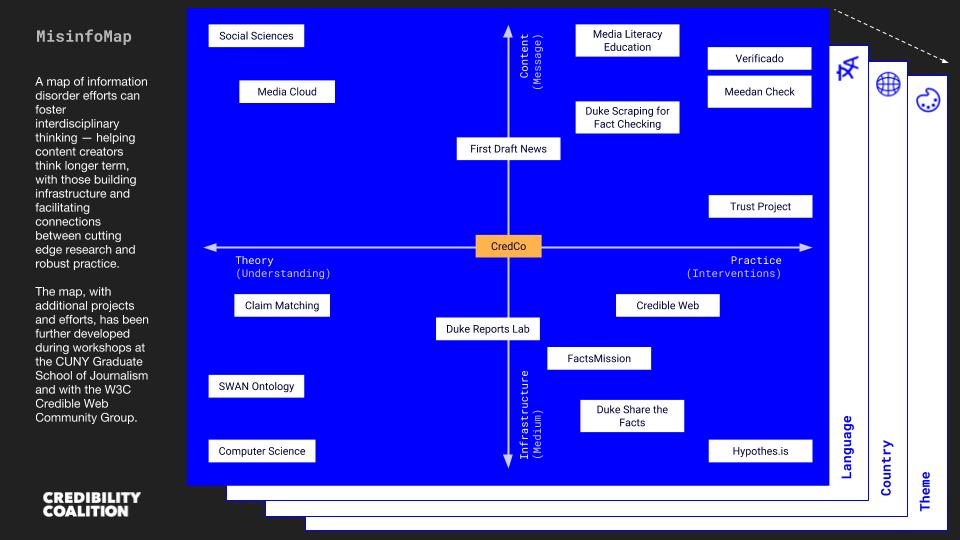 MisinfoMap
A map of information
disorder efforts can
foster
interdisciplinary
thinking — helping
content creators
think longer term,
with those building
infrastructure and
facilitating
connections
between cutting
edge research and
robust practice.
The map, with
additional projects
and efforts, has been
further developed
during workshops at
the CUNY Graduate
School of Journalism
and with the W3C
Credible Web
Community Group.
CREDIBILITY
COALITION
Social Sciences
Media Cloud
Content
(Message)
Media Literacy
Education
Verificado
Meedan Check
Duke Scraping for
Fact Checking
First Draft News
Trust Project
CredCo
Theory
(Understanding)
Practice
(Interventions)
Claim Matching
Credible Web
Duke Reports Lab
FactsMission
SWAN Ontology
Infrastructure
(Medium)
Duke Share the
Facts
Computer Science
Hypothes.is
Language
Country
Theme